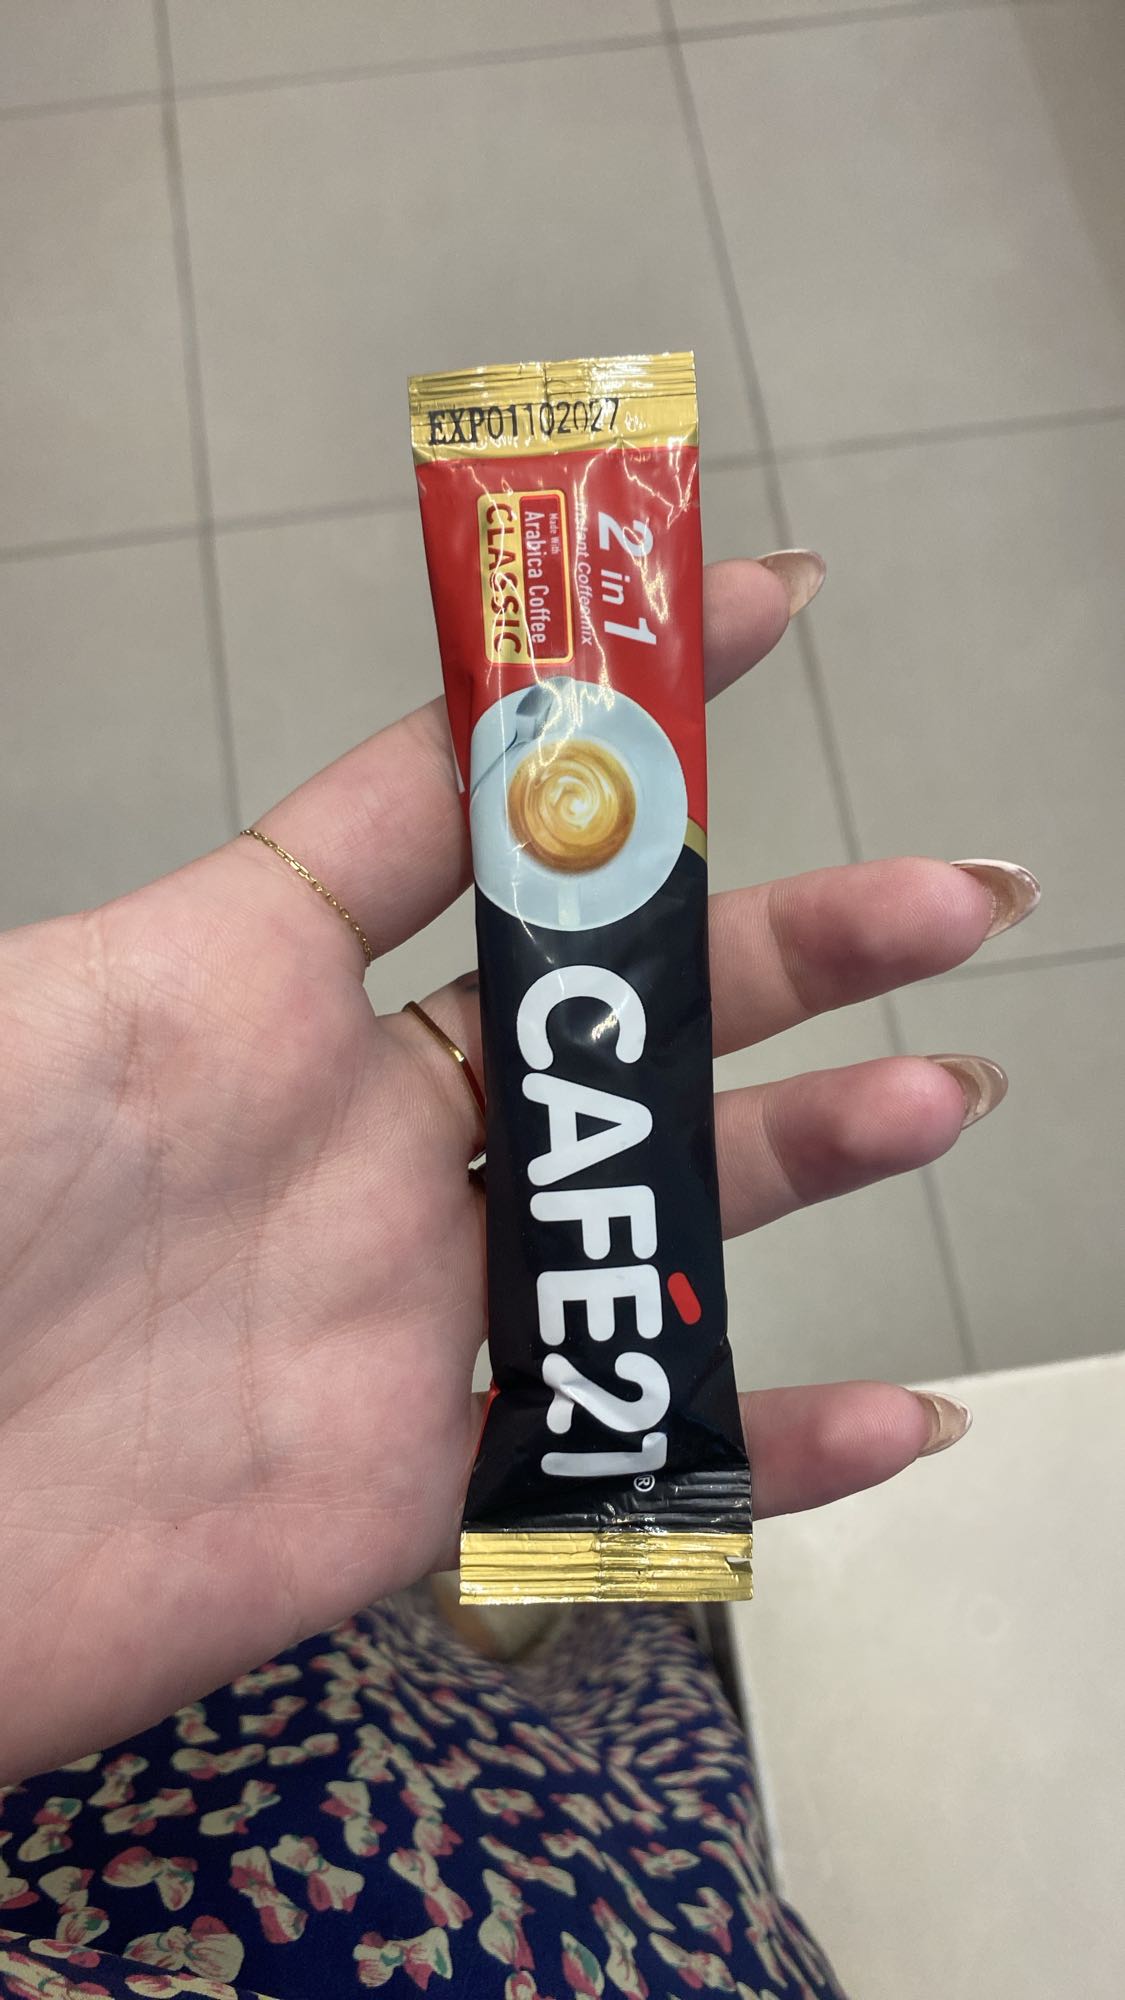 EXP01102027
2 in 1
Instant Coffeemix
Made With
Arabica Coffee
CLASSIC
CAFÉ21®